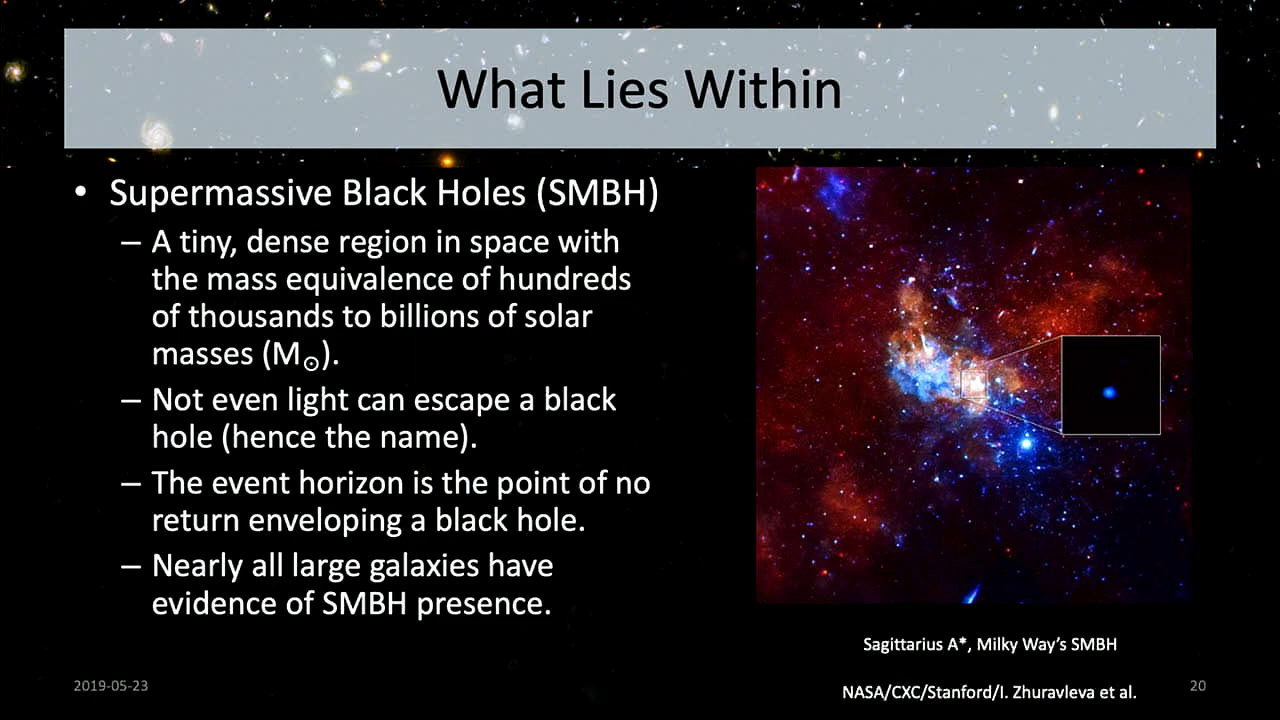 What Lies Within
• Supermassive Black Holes (SMBH)
– A tiny, dense region in space with
the mass equivalence of hundreds
of thousands to billions of solar
masses (M☉).
– Not even light can escape a black
hole (hence the name).
– The event horizon is the point of no
return enveloping a black hole.
– Nearly all large galaxies have
evidence of SMBH presence.
Sagittarius A*, Milky Way’s SMBH
2019-05-23
NASA/CXC/Stanford/I. Zhuravleva et al.
20